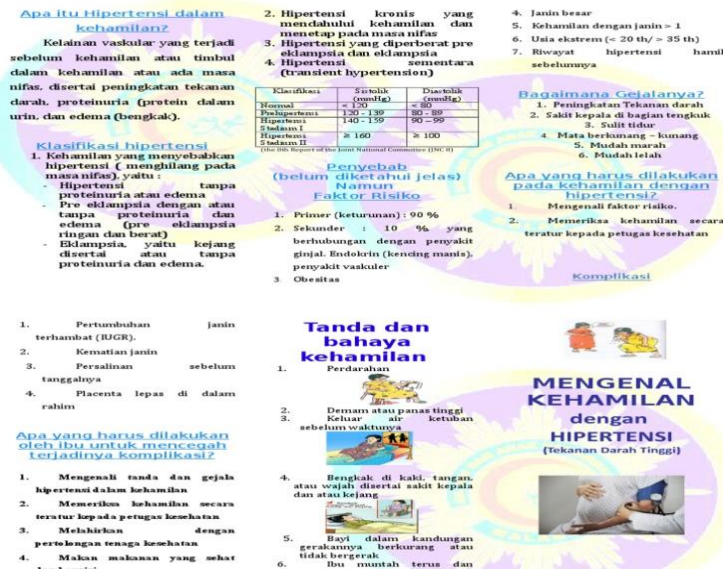 Apa itu Hipertensi dalam
kehamilan?
Kelainan vaskular yang terjadi
sebelum kehamilan atau timbul
dalam kehamilan atau ada masa
nifas, disertai peningkatan tekanan
darah, proteinuria (protein dalam
urin, dan edema (bengkak).
Klasifikasi hipertensi
1. Kehamilan yang menyebabkan
hipertensi ( menghilang pada
masa nifas), yaitu :
- Hipertensi tanpa
proteinuria atau edema
- Pre eklampsia dengan atau
tanpa proteinuria dan
edema (pre eklampsia
ringan dan berat)
- Eklampsia, yaitu kejang
disertai atau tanpa
proteinuria dan edema.
2. Hipertensi kronis yang
mendahului kehamilan dan
menetap pada masa nifas
3. Hipertensi yang diperberat pre
eklampsia dan eklampsia
4. Hipertensi sementara
(transient hypertension)
Klasifikasi Sistolik (mmHg) Diastolik (mmHg)
Normal < 120 < 80
Prehipertensi 120 - 139 80 - 89
Hipertensi Stadium I 140 - 159 90 – 99
Hipertensi Stadium II ≥ 160 ≥ 100
(the 8th Report of the Joint National Committee (JNC 8)
Penyebab
(belum diketahui jelas)
Namun
Faktor Risiko
1. Primer (keturunan) : 90 %
2. Sekunder 10 % yang
berhubungan dengan penyakit
ginjal, Endokrin (kencing manis),
penyakit vaskuler
3. Obesitas
4. Janin besar
5. Kehamilan dengan janin > 1
6. Usia ekstrem (< 20 th/ > 35 th)
7. Riwayat hipertensi hamil
sebelumnya
Bagaimana Gejalanya?
1. Peningkatan Tekanan darah
2. Sakit kepala di bagian tengkuk
3. Sulit tidur
4. Mata berkunang – kunang
5. Mudah marah
6. Mudah lelah
Apa yang harus dilakukan
pada kehamilan dengan
hipertensi?
1. Mengenali faktor risiko.
2. Memeriksa kehamilan secara
teratur kepada petugas kesehatan
Komplikasi
1. Pertumbuhan janin
terhambat (IUGR).
2. Kematian janin
3. Persalinan sebelum
tanggalnya
4. Placenta lepas di dalam
rahim
Apa yang harus dilakukan
oleh ibu untuk mencegah
terjadinya komplikasi?
1. Mengenali tanda dan gejala
hipertensi dalam kehamilan
2. Memeriksa kehamilan secara
teratur kepada petugas kesehatan
3. Melahirkan dengan
pertolongan tenaga kesehatan
4. Makan makanan yang sehat
Tanda dan
bahaya
kehamilan
1. Perdarahan
2. Demam atau panas tinggi
3. Keluar air ketuban
sebelum waktunya
4. Bengkak di kaki, tangan,
atau wajah disertai sakit kepala
dan atau kejang
5. Bayi dalam kandungan
gerakannya berkurang atau
tidak bergerak
6. Ibu muntah terus dan
MENGENAL
KEHAMILAN
dengan
HIPERTENSI
(Tekanan Darah Tinggi)